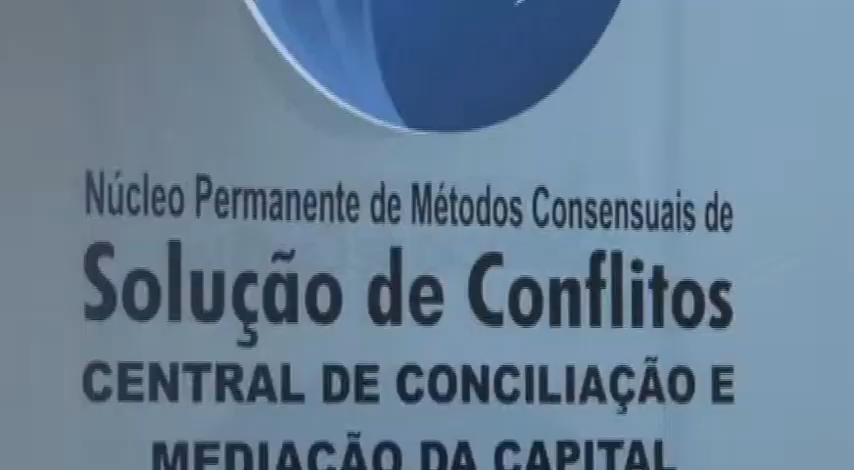 Núcleo Permanente de Métodos Consensuais de
Solução de Conflitos
CENTRAL DE CONCILIAÇÃO E
MEDIAÇÃO DA CAPITAL